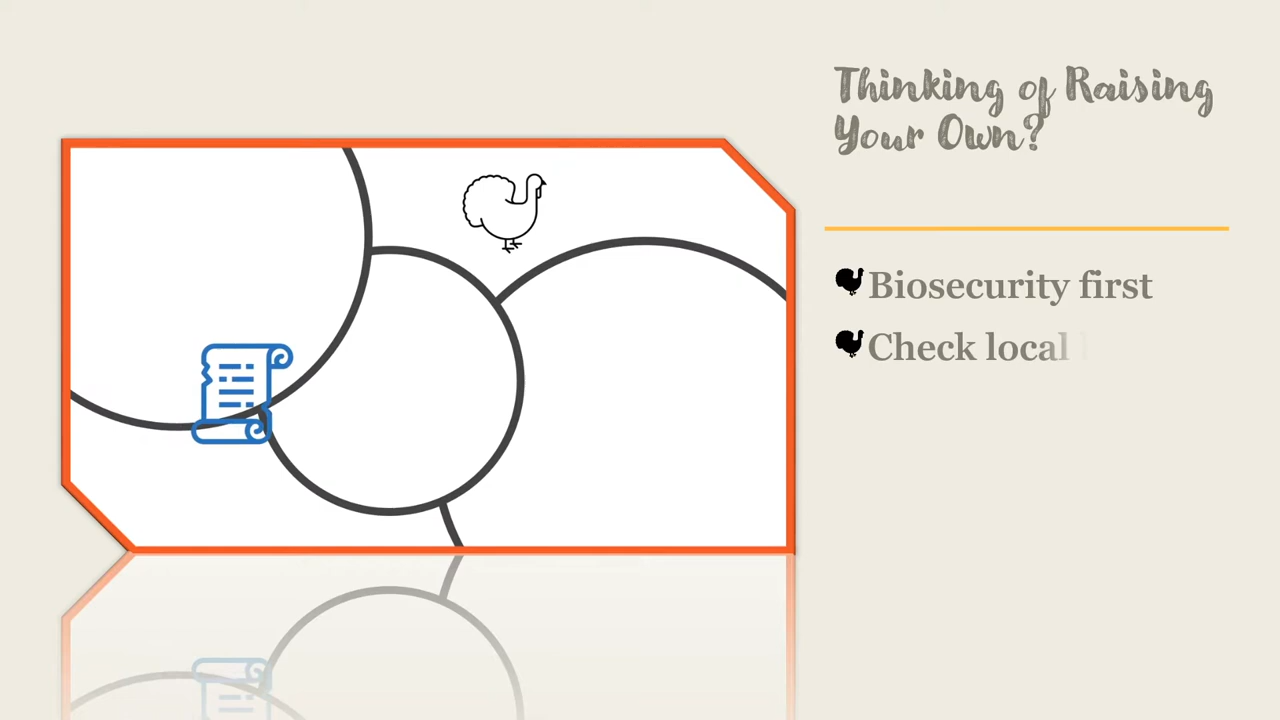 Thinking of Raising
Your Own?
Biosecurity first
Check local